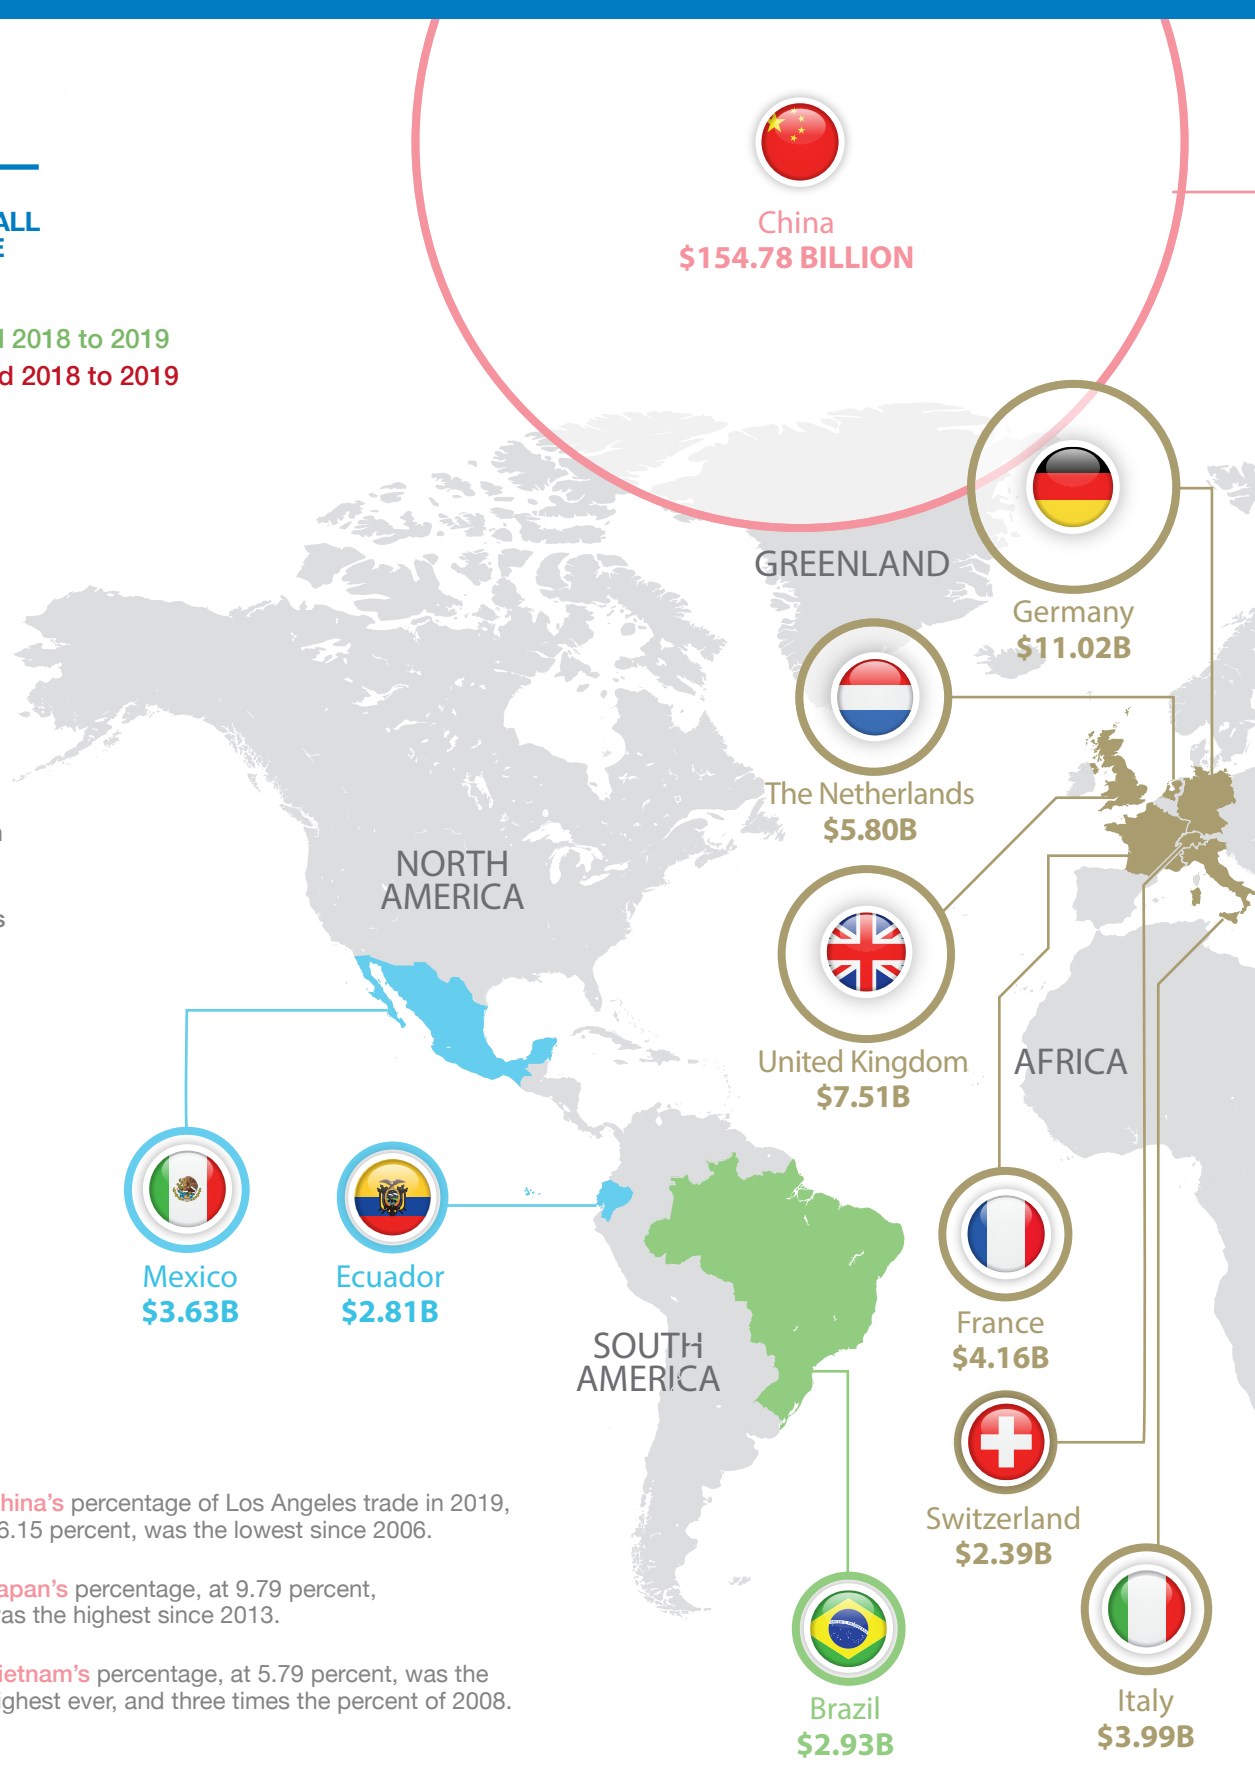 China
$154.78 BILLION
ALL
E
2018 to 2019
d 2018 to 2019
GREENLAND
Germany
$11.02B
The Netherlands
$5.80B
NORTH
AMERICA
United Kingdom
$7.51B
AFRICA
Mexico
$3.63B
Ecuador
$2.81B
SOUTH
AMERICA
France
$4.16B
Switzerland
$2.39B
hina's percentage of Los Angeles trade in 2019,
6.15 percent, was the lowest since 2006.
apan's percentage, at 9.79 percent,
as the highest since 2013.
ietnam's percentage, at 5.79 percent, was the
ighest ever, and three times the percent of 2008.
Brazil
$2.93B
Italy
$3.99B